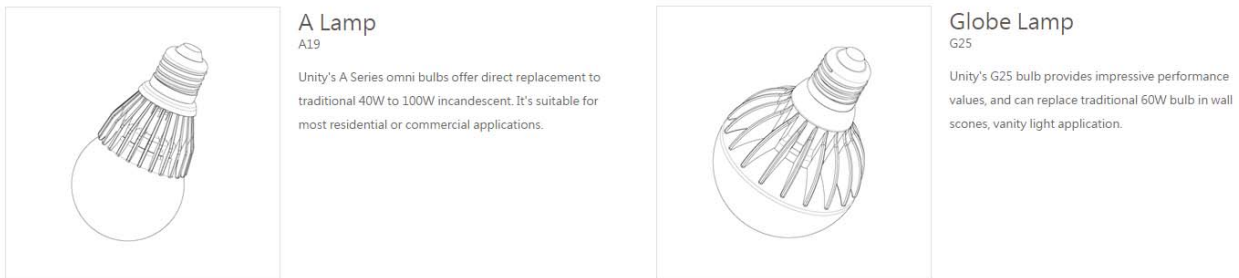 A Lamp
A19
Unity's A Series omni bulbs offer direct replacement to
traditional 40W to 100W incandescent. It's suitable for
most residential or commercial applications.
Globe Lamp
G25
Unity's G25 bulb provides impressive performance
values, and can replace traditional 60W bulb in wall
scones, vanity light application.